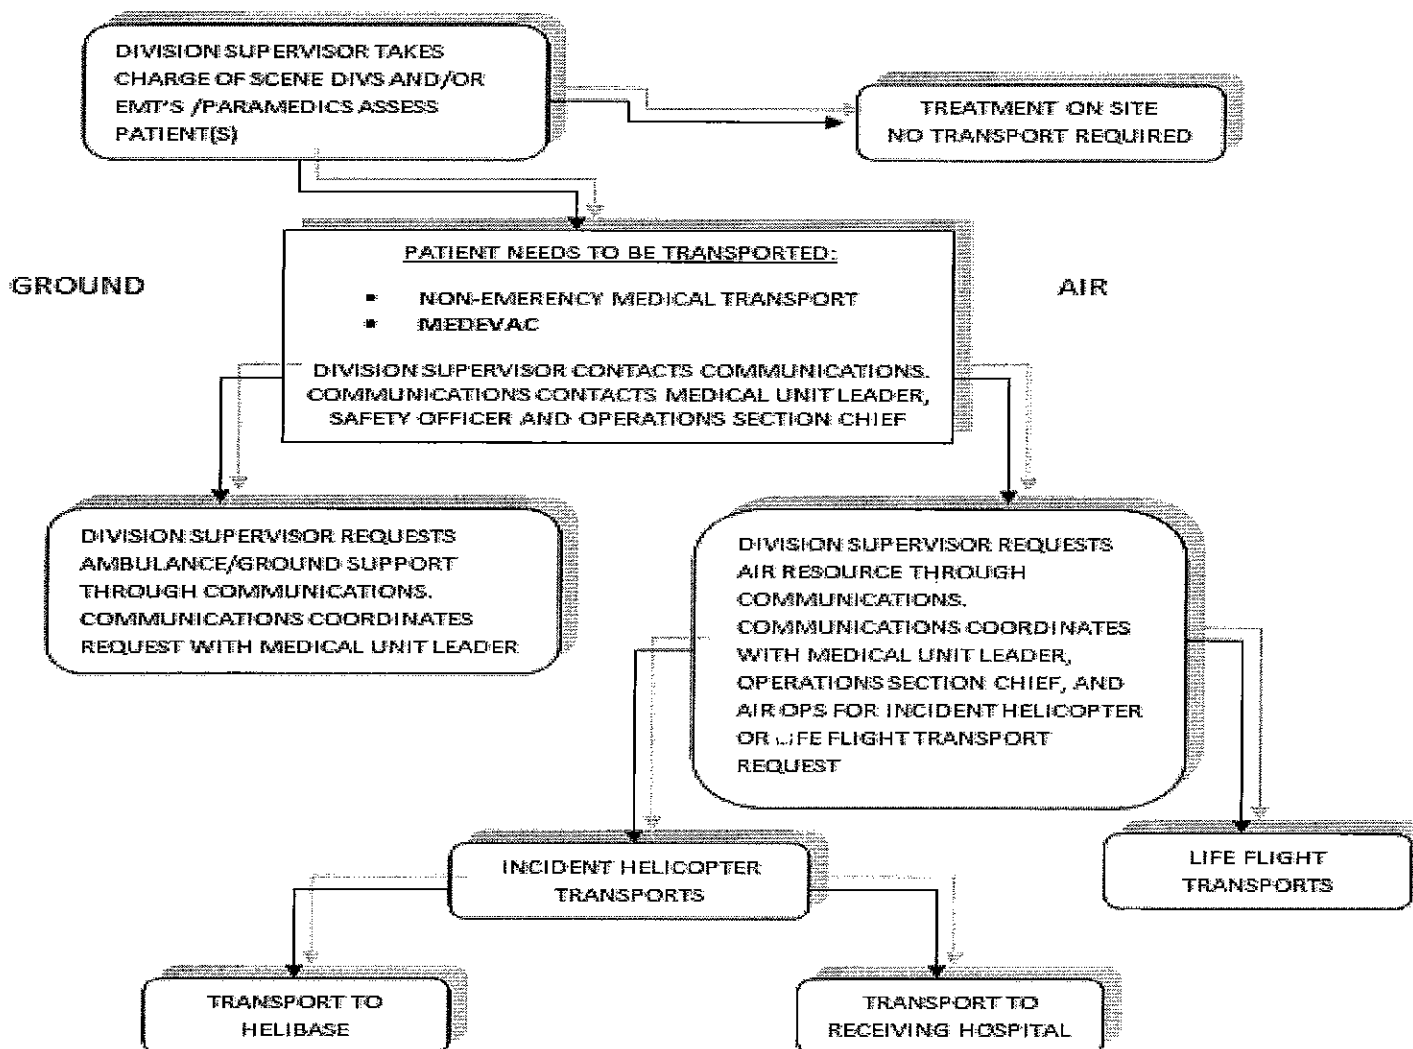 DIVISION SUPERVISOR TAKES
CHARGE OF SCENE DIVS AND/OR
EMT'S /PARAMEDICS ASSESS
PATIENT(S)
TREATMENT ON SITE
NO TRANSPORT REQUIRED
PATIENT NEEDS TO BE TRANSPORTED:
GROUND
AIR
▪ NON-EMERENCY MEDICAL TRANSPORT
▪ MEDEVAC
DIVISION SUPERVISOR CONTACTS COMMUNICATIONS.
COMMUNICATIONS CONTACTS MEDICAL UNIT LEADER,
SAFETY OFFICER AND OPERATIONS SECTION CHIEF
DIVISION SUPERVISOR REQUESTS
AMBULANCE/GROUND SUPPORT
THROUGH COMMUNICATIONS.
COMMUNICATIONS COORDINATES
REQUEST WITH MEDICAL UNIT LEADER
DIVISION SUPERVISOR REQUESTS
AIR RESOURCE THROUGH
COMMUNICATIONS.
COMMUNICATIONS COORDINATES
WITH MEDICAL UNIT LEADER,
OPERATIONS SECTION CHIEF, AND
AIR OPS FOR INCIDENT HELICOPTER
OR LIFE FLIGHT TRANSPORT
REQUEST
INCIDENT HELICOPTER
TRANSPORTS
LIFE FLIGHT
TRANSPORTS
TRANSPORT TO
HELIBASE
TRANSPORT TO
RECEIVING HOSPITAL